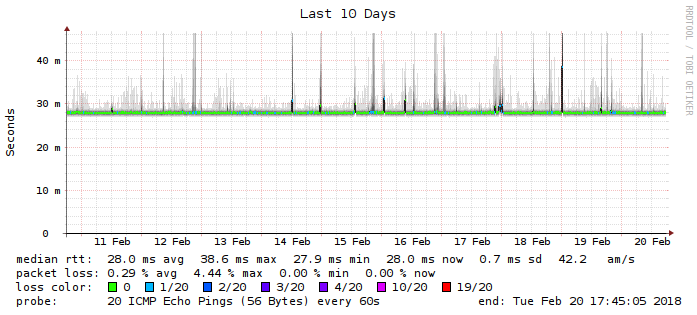 Last 10 Days
RRDTOOL / TOBI OETIKER
Seconds
40 m
30 m
20 m
10 m
0
11 Feb 12 Feb 13 Feb 14 Feb 15 Feb 16 Feb 17 Feb 18 Feb 19 Feb 20 Feb
median rtt: 28.0 ms avg 38.6 ms max 27.9 ms min 28.0 ms now 0.7 ms sd 42.2 am/s
packet loss: 0.29 % avg 4.44 % max 0.00 % min 0.00 % now
loss color: 0 1/20 2/20 3/20 4/20 10/20 19/20
probe: 20 ICMP Echo Pings (56 Bytes) every 60s end: Tue Feb 20 17:45:05 2018